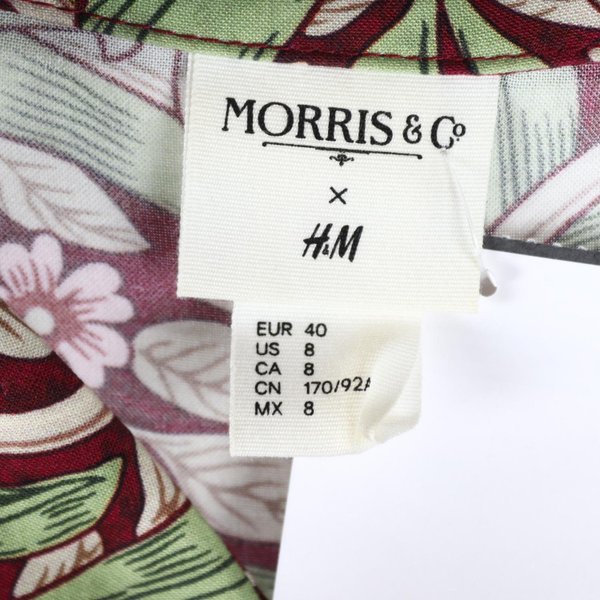 MORRIS & Co
×
H&M
EUR 40
US 8
CA 8
CN 170/92A
MX 8